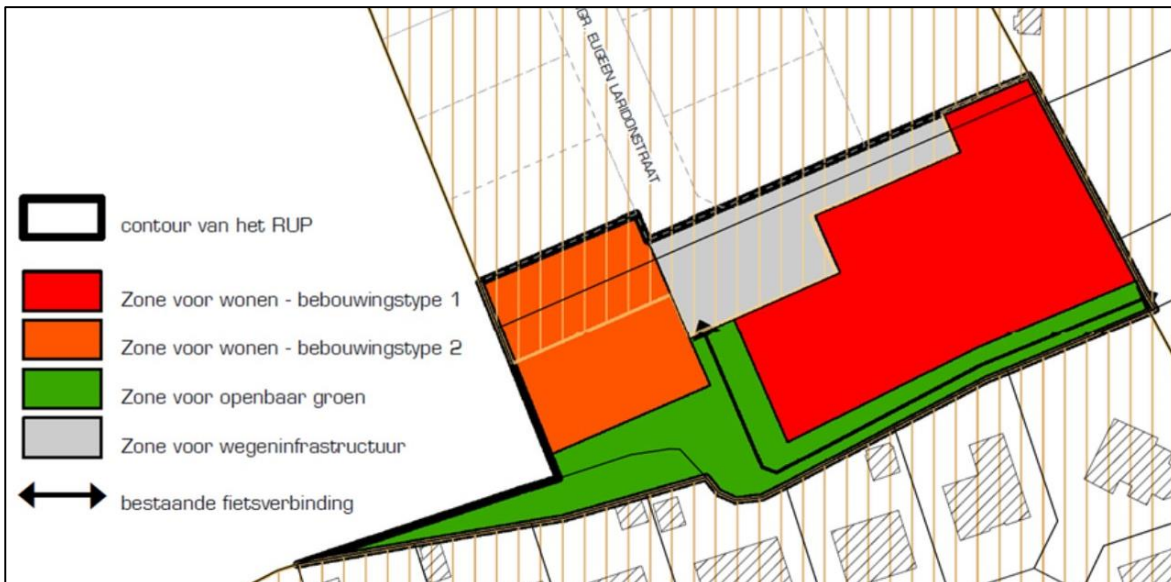 GR. EUGEEN LARIDONSTRAAT
contour van het RUP
Zone voor wonen - bebouwingstype 1
Zone voor wonen - bebouwingstype 2
Zone voor openbaar groen
Zone voor wegeninfrastructuur
bestaande fietsverbinding